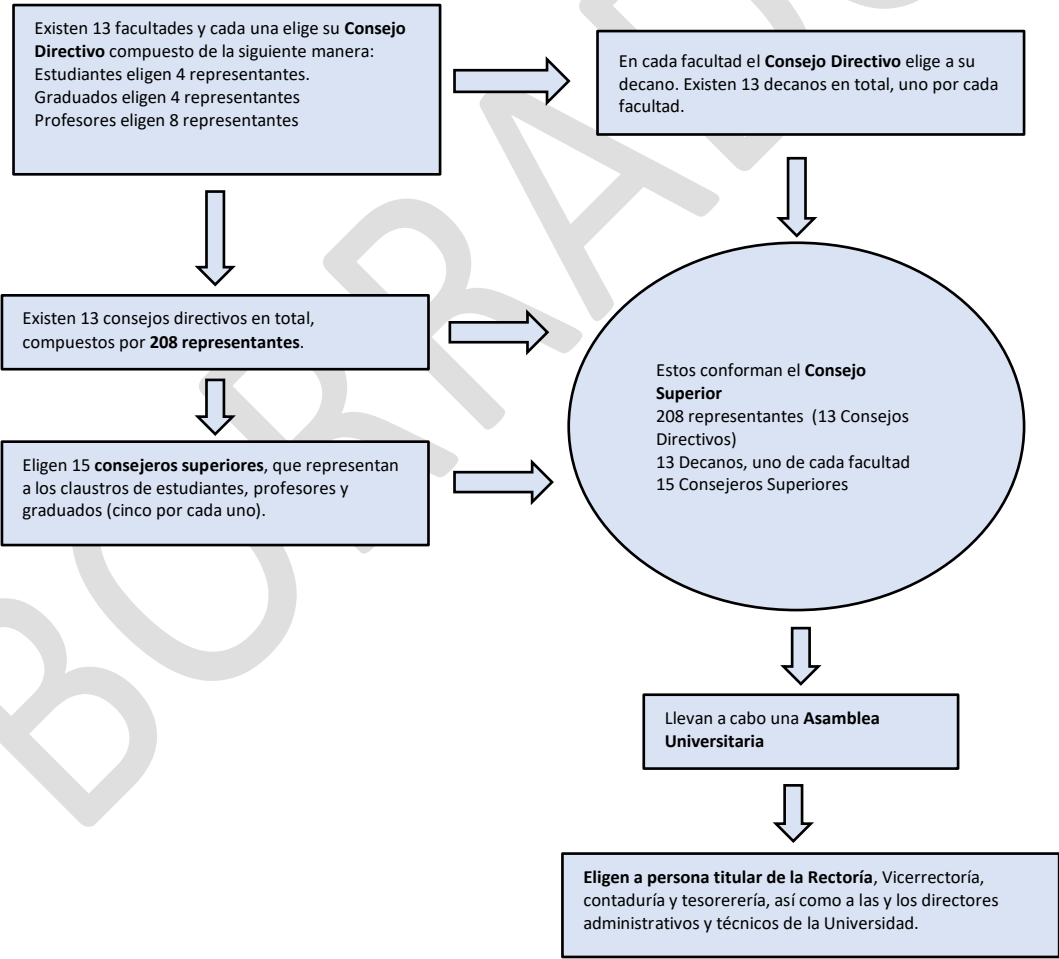 Existen 13 facultades y cada una elige su Consejo
Directivo compuesto de la siguiente manera:
Estudiantes eligen 4 representantes.
Graduados eligen 4 representantes
Profesores eligen 8 representantes
En cada facultad el Consejo Directivo elige a su
decano. Existen 13 decanos en total, uno por cada
facultad.
Existen 13 consejos directivos en total,
compuestos por 208 representantes.
Eligen 15 consejeros superiores, que representan
a los claustros de estudiantes, profesores y
graduados (cinco por cada uno).
Estos conforman el Consejo
Superior
208 representantes (13 Consejos
Directivos)
13 Decanos, uno de cada facultad
15 Consejeros Superiores
Llevan a cabo una Asamblea
Universitaria
Eligen a persona titular de la Rectoría, Vicerrectoría,
contaduría y tesorerería, así como a las y los directores
administrativos y técnicos de la Universidad.
BORRADO